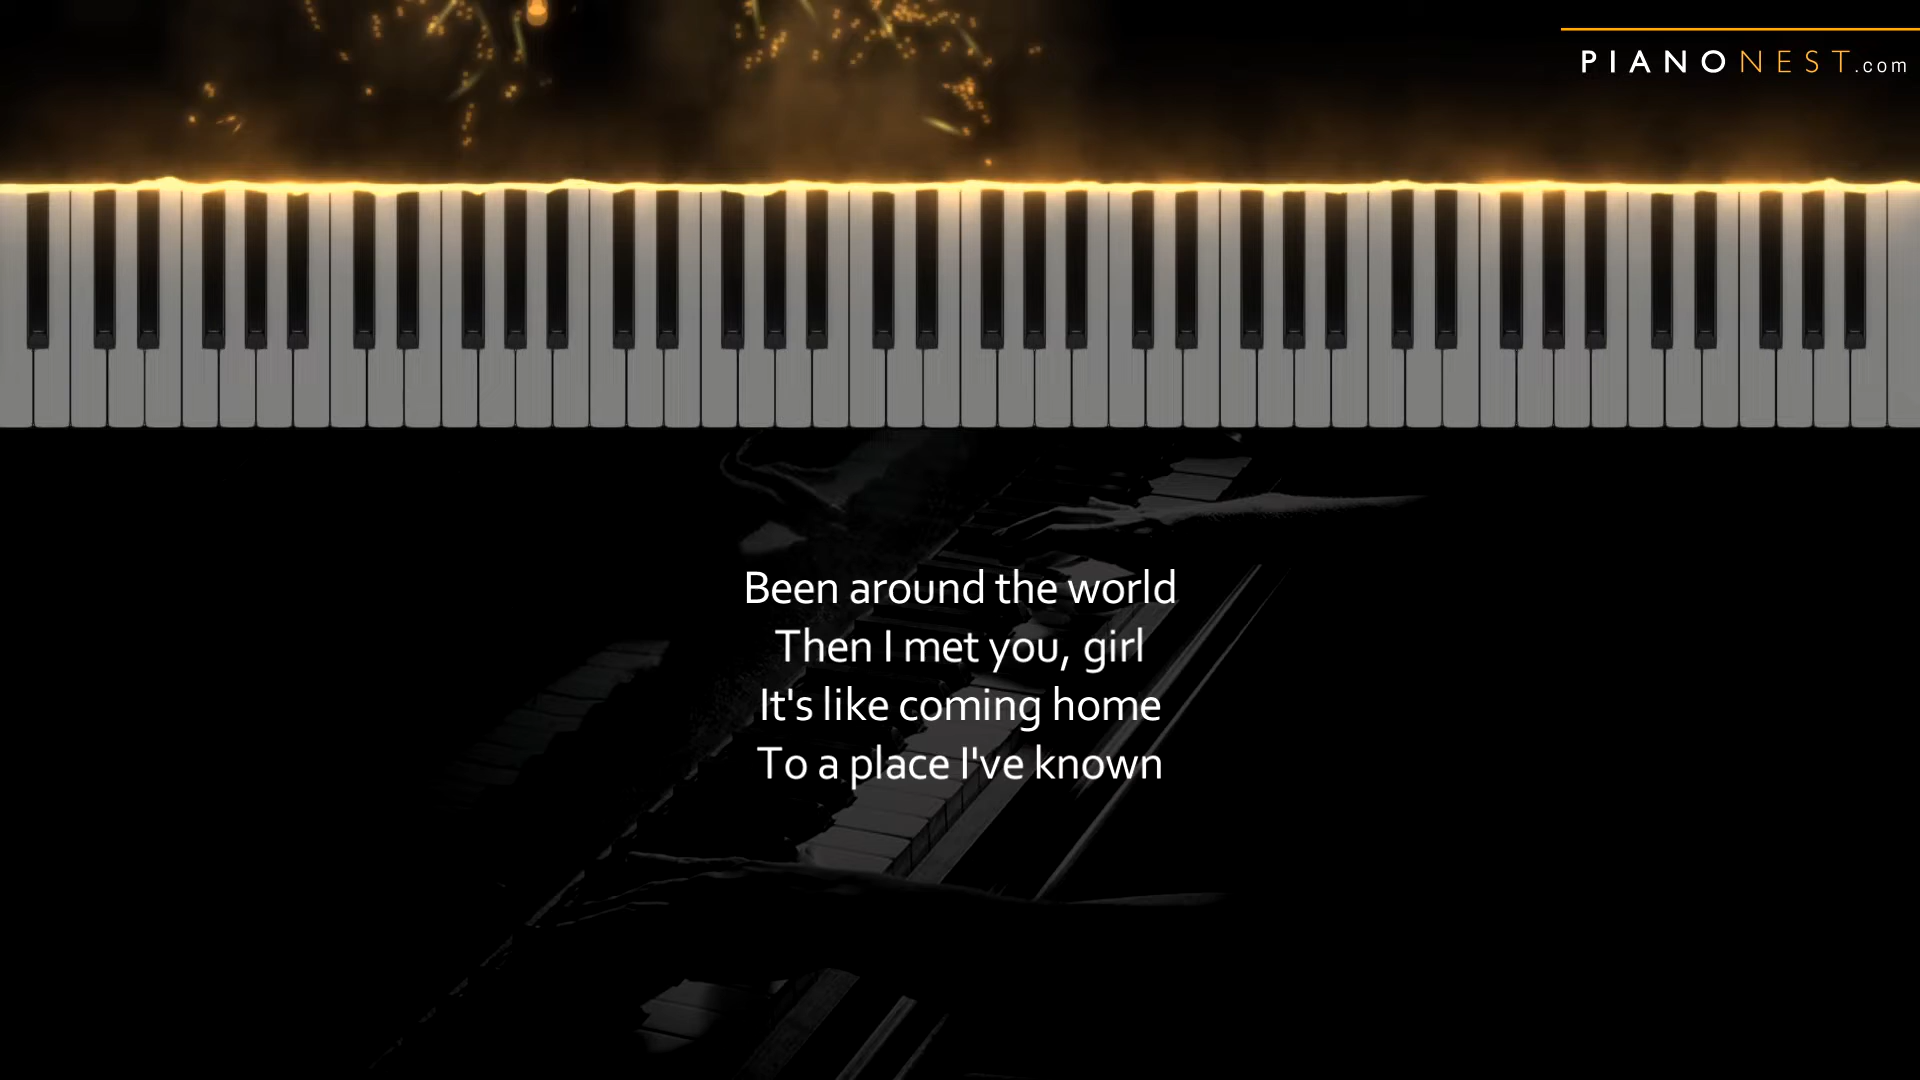 PIANONEST.com
Been around the world
Then I met you, girl
It's like coming home
To a place I've known